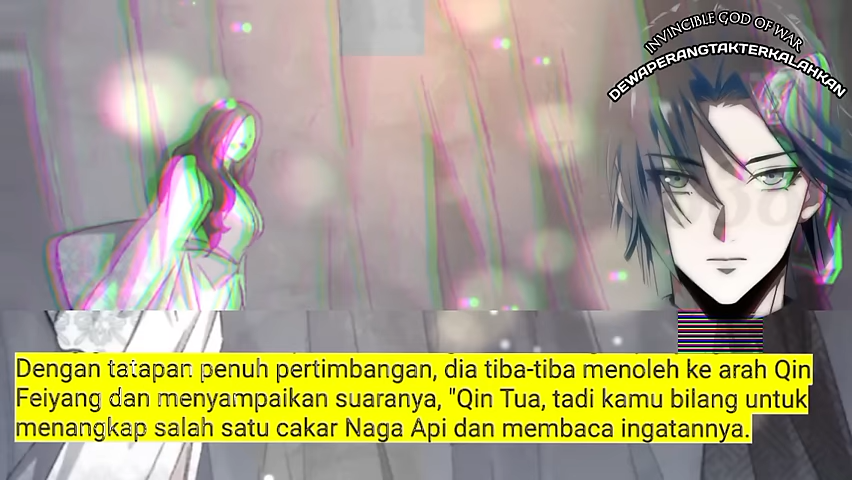 INVINCIBLE GOD OF WAR
DEWAPERANGTAKTERKALAHKAN
Dengan tatapan penuh pertimbangan, dia tiba-tiba menoleh ke arah Qin
Feiyang dan menyampaikan suaranya, "Qin Tua, tadi kamu bilang untuk
menangkap salah satu cakar Naga Api dan membaca ingatannya.